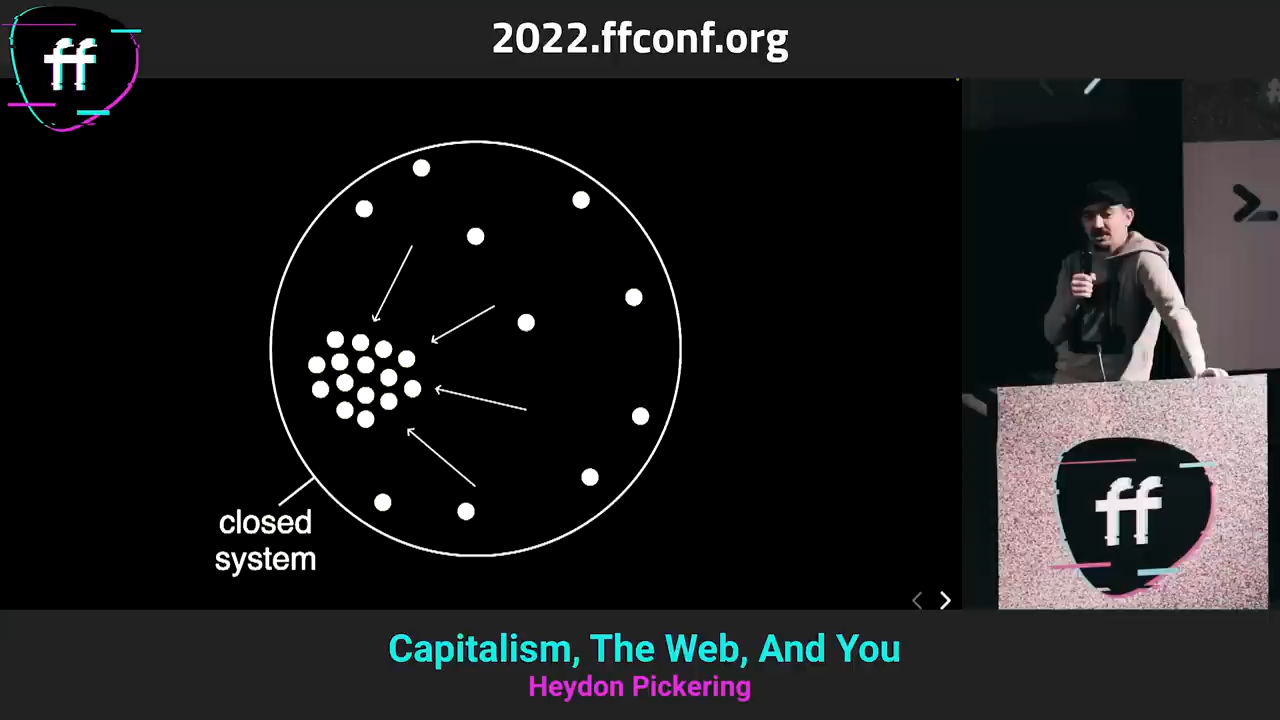 2022.ffconf.org
ff
closed
system
ff
Capitalism, The Web, And You
Heydon Pickering